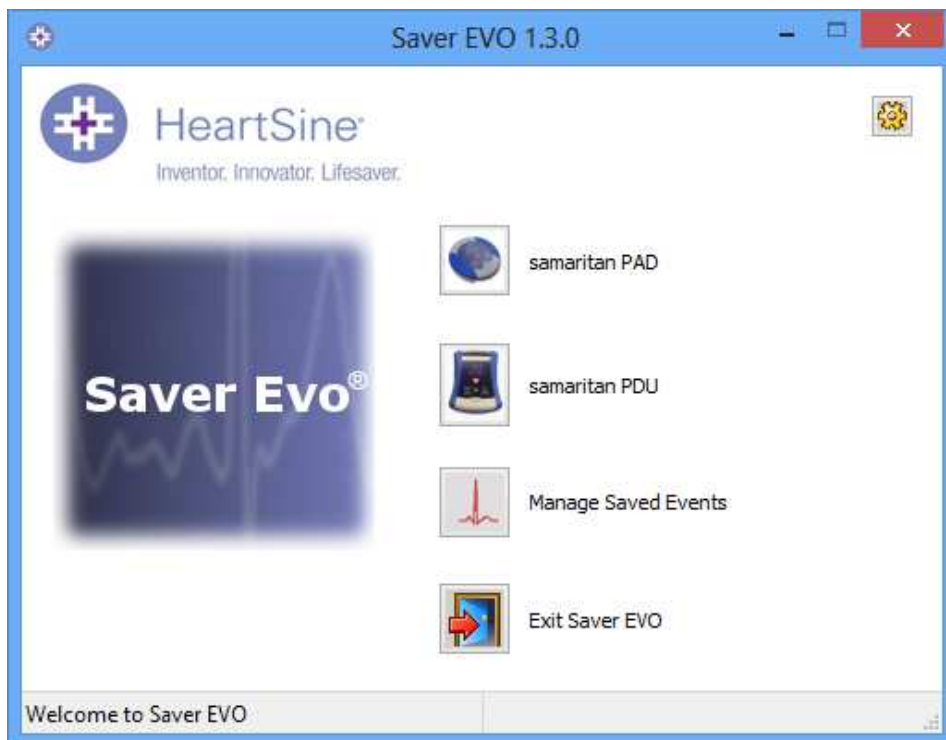 Saver EVO 1.3.0
HeartSine®
Inventor. Innovator. Lifesaver.
samaritan PAD
samaritan PDU
Saver Evo®
Manage Saved Events
Exit Saver EVO
Welcome to Saver EVO